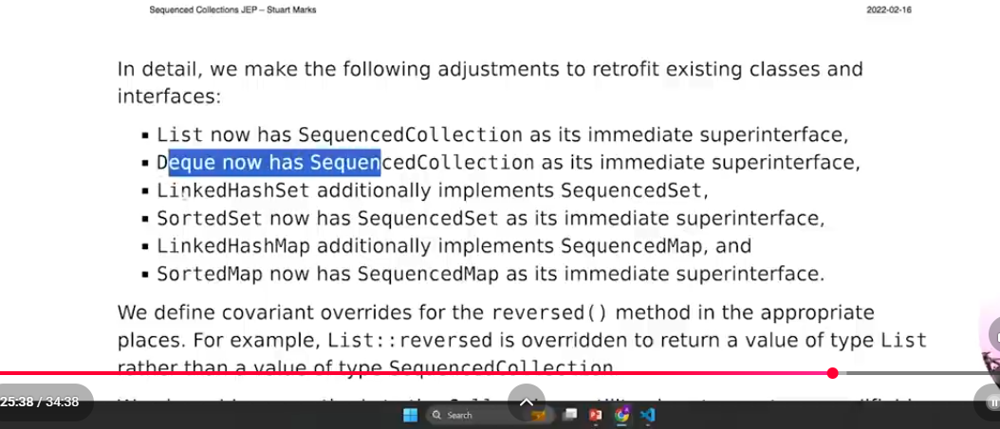 Sequenced Collections JEP – Stuart Marks 2022-02-16
In detail, we make the following adjustments to retrofit existing classes and
interfaces:
▪ List now has SequencedCollection as its immediate superinterface,
▪ Deque now has SequencedCollection as its immediate superinterface,
▪ LinkedHashSet additionally implements SequencedSet,
▪ SortedSet now has SequencedSet as its immediate superinterface,
▪ LinkedHashMap additionally implements SequencedMap, and
▪ SortedMap now has SequencedMap as its immediate superinterface.
We define covariant overrides for the reversed() method in the appropriate
places. For example, List::reversed is overridden to return a value of type List
rather than a value of type SequencedCollection.
25:38 / 34:38
Search